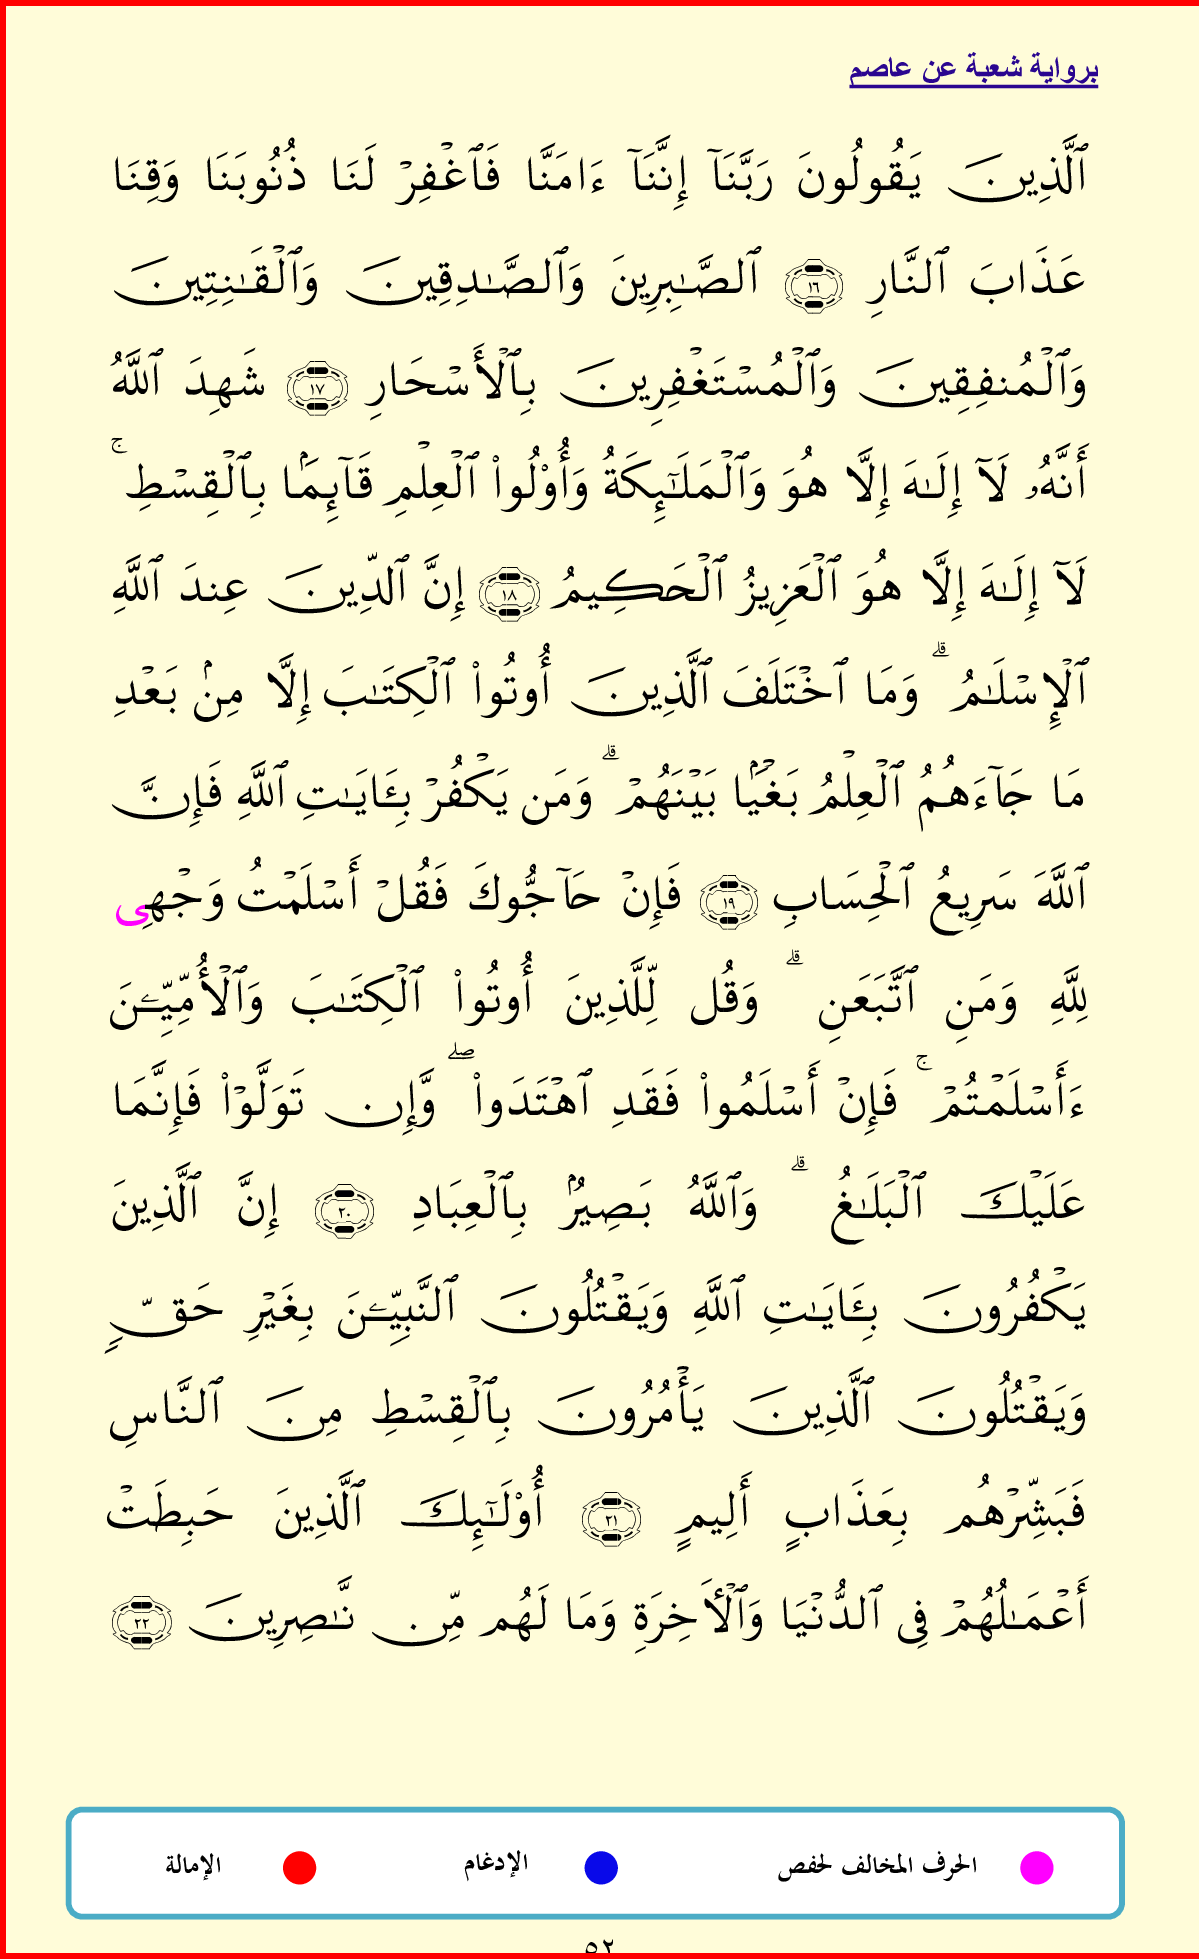 برواية شعبة عن عاصم
ٱلَّذِينَ يَقُولُونَ رَبَّنَآ إِنَّنَآ ءَامَنَّا فَٱغْفِرْ لَنَا ذُنُوبَنَا وَقِنَا
عَذَابَ ٱلنَّارِ ١٦ ٱلصَّـٰبِرِينَ وَٱلصَّـٰدِقِينَ وَٱلْقَـٰنِتِينَ
وَٱلْمُنفِقِينَ وَٱلْمُسْتَغْفِرِينَ بِٱلْأَسْحَارِ ١٧ شَهِدَ ٱللَّهُ
أَنَّهُۥ لَآ إِلَـٰهَ إِلَّا هُوَ وَٱلْمَلَـٰٓئِكَةُ وَأُو۟لُوا۟ ٱلْعِلْمِ قَآئِمَۢا بِٱلْقِسْطِ ۚ
لَآ إِلَـٰهَ إِلَّا هُوَ ٱلْعَزِيزُ ٱلْحَكِيمُ ١٨ إِنَّ ٱلدِّينَ عِندَ ٱللَّهِ
ٱلْإِسْلَـٰمُ ۗ وَمَا ٱخْتَلَفَ ٱلَّذِينَ أُوتُوا۟ ٱلْكِتَـٰبَ إِلَّا مِنۢ بَعْدِ
مَا جَآءَهُمُ ٱلْعِلْمُ بَغْيَۢا بَيْنَهُمْ ۗ وَمَن يَكْفُرْ بِـَٔايَـٰتِ ٱللَّهِ فَإِنَّ
ٱللَّهَ سَرِيعُ ٱلْحِسَابِ ١٩ فَإِنْ حَآجُّوكَ فَقُلْ أَسْلَمْتُ وَجْهِى
لِلَّهِ وَمَنِ ٱتَّبَعَنِ ۗ وَقُل لِّلَّذِينَ أُوتُوا۟ ٱلْكِتَـٰبَ وَٱلْأُمِّيِّـۧنَ
ءَأَسْلَمْتُمْ ۚ فَإِنْ أَسْلَمُوا۟ فَقَدِ ٱهْتَدَوا۟ ۖ وَّإِن تَوَلَّوْا۟ فَإِنَّمَا
عَلَيْكَ ٱلْبَلَـٰغُ ۗ وَٱللَّهُ بَصِيرٌۢ بِٱلْعِبَادِ ٢٠ إِنَّ ٱلَّذِينَ
يَكْفُرُونَ بِـَٔايَـٰتِ ٱللَّهِ وَيَقْتُلُونَ ٱلنَّبِيِّـۧنَ بِغَيْرِ حَقٍّ
وَيَقْتُلُونَ ٱلَّذِينَ يَأْمُرُونَ بِٱلْقِسْطِ مِنَ ٱلنَّاسِ
فَبَشِّرْهُم بِعَذَابٍ أَلِيمٍ ٢١ أُو۟لَـٰٓئِكَ ٱلَّذِينَ حَبِطَتْ
أَعْمَـٰلُهُمْ فِى ٱلدُّنْيَا وَٱلْـَٔاخِرَةِ وَمَا لَهُم مِّن نَّـٰصِرِينَ ٢٢
الحرف المخالف لحفص الإدغام الإمالة
٥٢